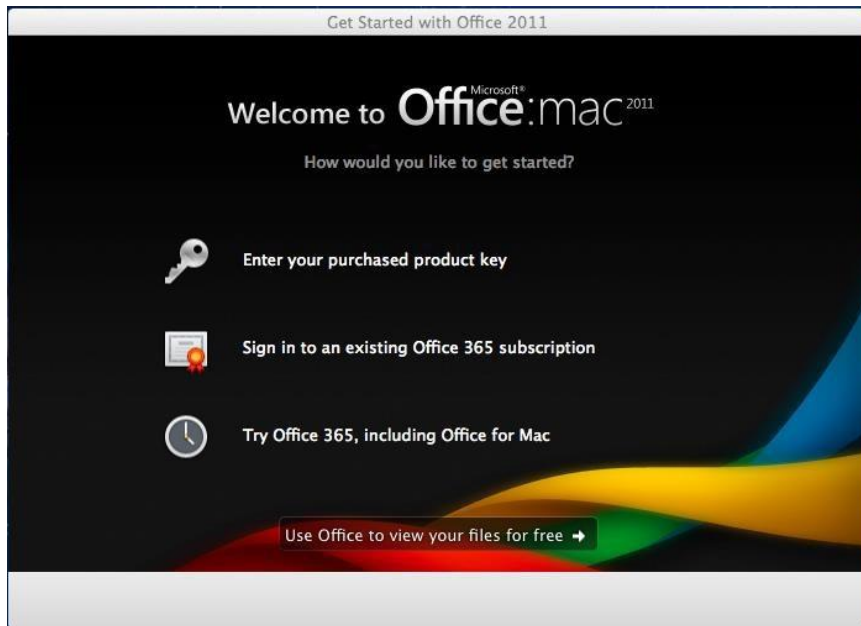 Get Started with Office 2011
Welcome to Microsoft® Office:mac 2011
How would you like to get started?
Enter your purchased product key
Sign in to an existing Office 365 subscription
Try Office 365, including Office for Mac
Use Office to view your files for free